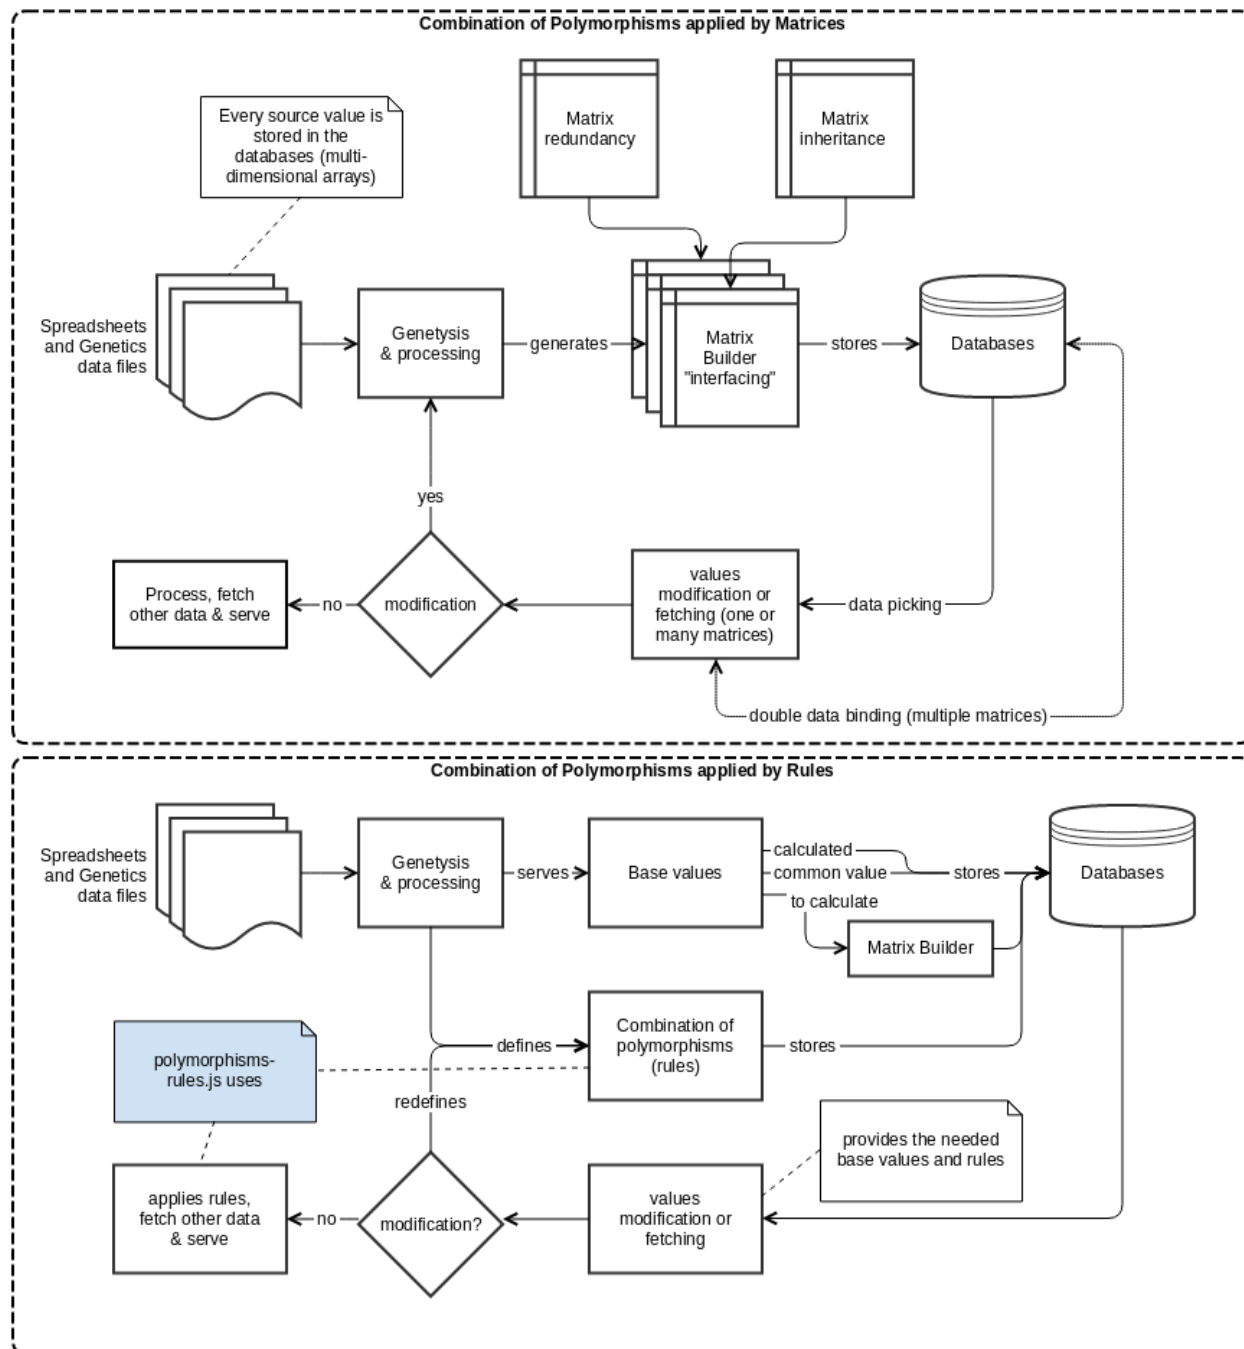 Combination of Polymorphisms applied by Matrices
Every source value is
stored in the
databases (multi-
dimensional arrays)
Matrix
redundancy
Matrix
inheritance
Spreadsheets
and Genetics
data files
Genetysis
& processing
generates
Matrix
Builder
"interfacing"
stores
Databases
yes
Process, fetch
other data & serve
no
modification
values
modification or
fetching (one or
many matrices)
data picking
double data binding (multiple matrices)
Combination of Polymorphisms applied by Rules
Spreadsheets
and Genetics
data files
Genetysis
& processing
serves
Base values
calculated
common value
to calculate
stores
Databases
Matrix Builder
polymorphisms-
rules.js uses
defines
Combination of
polymorphisms
(rules)
stores
redefines
provides the needed
base values and rules
applies rules,
fetch other data
& serve
no
modification?
values
modification or
fetching